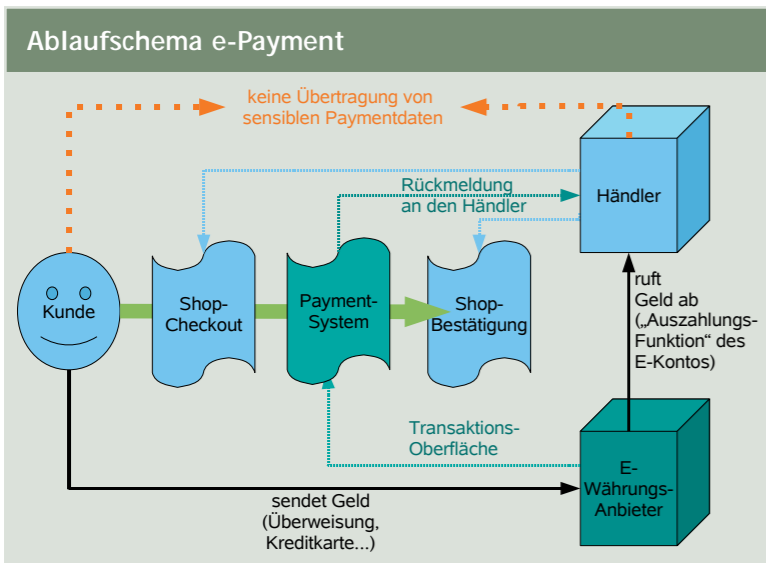 Ablaufschema e-Payment
keine Übertragung von
sensiblen Paymentdaten
Rückmeldung
an den Händler
Händler
Kunde
Shop-
Checkout
Payment-
System
Shop-
Bestätigung
ruft
Geld ab
(„Auszahlungs-
Funktion“ des
E-Kontos)
Transaktions-
Oberfläche
E-
Währungs-
Anbieter
sendet Geld
(Überweisung,
Kreditkarte...)